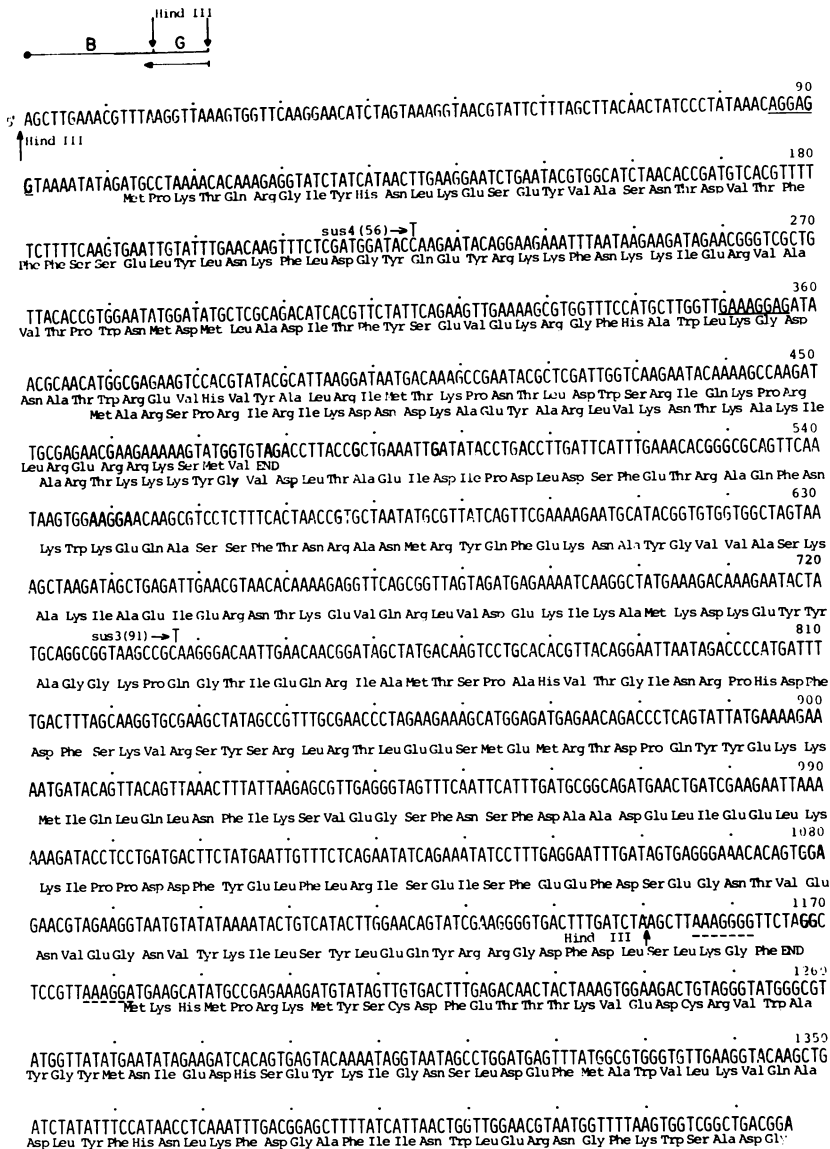 Hind III
B G
90
5' AGCTTGAAACGTTTAAGGTTAAAGTGGTTCAAGGAACATCTAGTAAAGGTAACGTATTCTTTAGCTTACAACTATCCCTATAAACAGGAG
Hind III
180
GTAAAATATAGATGCCTAAAACACAAAGAGGTATCTATCATAACTTGAAGGAATCTGAATACGTGGCATCTAACACCGATGTCACGTTTT
Met Pro Lys Thr Gln Arg Gly Ile Tyr His Asn Leu Lys Glu Ser Glu Tyr Val Ala Ser Asn Thr Asp Val Thr Phe
sus4(56)→T
270
TCTTTTCAAGTGAATTGTATTTGAACAAGTTTCTCGATGGATACCAAGAATACAGGAAGAAATTTAATAAGAAGATAGAACGGGTCGCTG
Phe Phe Ser Ser Glu Leu Tyr Leu Asn Lys Phe Leu Asp Gly Tyr Gln Glu Tyr Arg Lys Lys Phe Asn Lys Lys Ile Glu Arg Val Ala
360
TTACACCGTGGAATATGGATATGCTCGCAGACATCACGTTCTATTCAGAAGTTGAAAAGCGTGGTTTCCATGCTTGGTTGAAAGGAGATA
Val Thr Pro Trp Asn Met Asp Met Leu Ala Asp Ile Thr Phe Tyr Ser Glu Val Glu Lys Arg Gly Phe His Ala Trp Leu Lys Gly Asp
450
ACGCAACATGGCGAGAAGTCCACGTATACGCATTAAGGATAATGACAAAGCCGAATACGCTCGATTGGTCAAGAATACAAAAGCCAAGAT
Asn Ala Thr Trp Arg Glu Val His Val Tyr Ala Leu Arg Ile Met Thr Lys Pro Asn Thr Leu Asp Trp Ser Arg Ile Gln Lys Pro Arg
Met Ala Arg Ser Pro Arg Ile Arg Ile Lys Asp Asn Asp Lys Ala Glu Tyr Ala Arg Leu Val Lys Asn Thr Lys Ala Lys Ile
540
TGCGAGAACGAAGAAAAAGTATGGTGTAGACCTTACCGCTGAAATTGATATACCTGACCTTGATTCATTTGAAACACGGGCGCAGTTCAA
Leu Arg Glu Arg Arg Lys Ser Met Val END
Ala Arg Thr Lys Lys Lys Tyr Gly Val Asp Leu Thr Ala Glu Ile Asp Ile Pro Asp Leu Asp Ser Phe Glu Thr Arg Ala Gln Phe Asn
630
TAAGTGGAAGGAACAAGCGTCCTCTTTCACTAACCGTGCTAATATGCGTTATCAGTTCGAAAAGAATGCATACGGTGTGGTGGCTAGTAA
Lys Trp Lys Glu Gln Ala Ser Ser Phe Thr Asn Arg Ala Asn Met Arg Tyr Gln Phe Glu Lys Asn Ala Tyr Gly Val Val Ala Ser Lys
720
AGCTAAGATAGCTGAGATTGAACGTAACACAAAAGAGGTTCAGCGGTTAGTAGATGAGAAAATCAAGGCTATGAAAGACAAAGAATACTA
Ala Lys Ile Ala Glu Ile Glu Arg Asn Thr Lys Glu Val Gln Arg Leu Val Asp Glu Lys Ile Lys Ala Met Lys Asp Lys Glu Tyr Tyr
sus3(91)→T
810
TGCAGGCGGTAAGCCGCAAGGGACAATTGAACAACGGATAGCTATGACAAGTCCTGCACACGTTACAGGAATTAATAGACCCCATGATTT
Ala Gly Gly Lys Pro Gln Gly Thr Ile Glu Gln Arg Ile Ala Met Thr Ser Pro Ala His Val Thr Gly Ile Asn Arg Pro His Asp Phe
TGACTTTAGCAAGGTGCGAAGCTATAGCCGTTTGCGAACCCTAGAAGAAAGCATGGAGATGAGAACAGACCCTCAGTATTATGAAAAGAA
900
Asp Phe Ser Lys Val Arg Ser Tyr Ser Arg Leu Arg Thr Leu Glu Glu Ser Met Glu Met Arg Thr Asp Pro Gln Tyr Tyr Glu Lys Lys
AATGATACAGTTACAGTTAAACTTTATTAAGAGCGTTGAGGGTAGTTTCAATTCATTTGATGCGGCAGATGAACTGATCGAAGAATTAAA
990
Met Ile Gln Leu Gln Leu Asn Phe Ile Lys Ser Val Glu Gly Ser Phe Asn Ser Phe Asp Ala Ala Asp Glu Leu Ile Glu Glu Leu Lys
AAAGATACCTCCTGATGACTTCTATGAATTGTTTCTCAGAATATCAGAAATATCCTTTGAGGAATTTGATAGTGAGGGAAACACAGTGGA
1080
Lys Ile Pro Pro Asp Asp Phe Tyr Glu Leu Phe Leu Arg Ile Ser Glu Ile Ser Phe Glu Glu Phe Asp Ser Glu Gly Asn Thr Val Glu
GAACGTAGAAGGTAATGTATATAAAATACTGTCATACTTGGAACAGTATCGAAGGGGTGACTTTGATCTAAGCTTAAAGGGGTTCTAGGC
1170
Hind III
Asn Val Glu Gly Asn Val Tyr Lys Ile Leu Ser Tyr Leu Glu Gln Tyr Arg Arg Gly Asp Phe Asp Leu Ser Leu Lys Gly Phe END
TCCGTTAAAGGATGAAGCATATGCCGAGAAAGATGTATAGTTGTGACTTTGAGACAACTACTAAAGTGGAAGACTGTAGGGTATGGGCGT
1260
Met Lys His Met Pro Arg Lys Met Tyr Ser Cys Asp Phe Glu Thr Thr Thr Lys Val Glu Asp Cys Arg Val Trp Ala
1350
ATGGTTATATGAATATAGAAGATCACAGTGAGTACAAAATAGGTAATAGCCTGGATGAGTTTATGGCGTGGGTGTTGAAGGTACAAGCTG
Tyr Gly Tyr Met Asn Ile Glu Asp His Ser Glu Tyr Lys Ile Gly Asn Ser Leu Asp Glu Phe Met Ala Trp Val Leu Lys Val Gln Ala
ATCTATATTTCCATAACCTCAAATTTGACGGAGCTTTTATCATTAACTGGTTGGAACGTAATGGTTTTAAGTGGTCGGCTGACGGA
Asp Leu Tyr Phe His Asn Leu Lys Phe Asp Gly Ala Phe Ile Ile Asn Trp Leu Glu Arg Asn Gly Phe Lys Trp Ser Ala Asp Gly